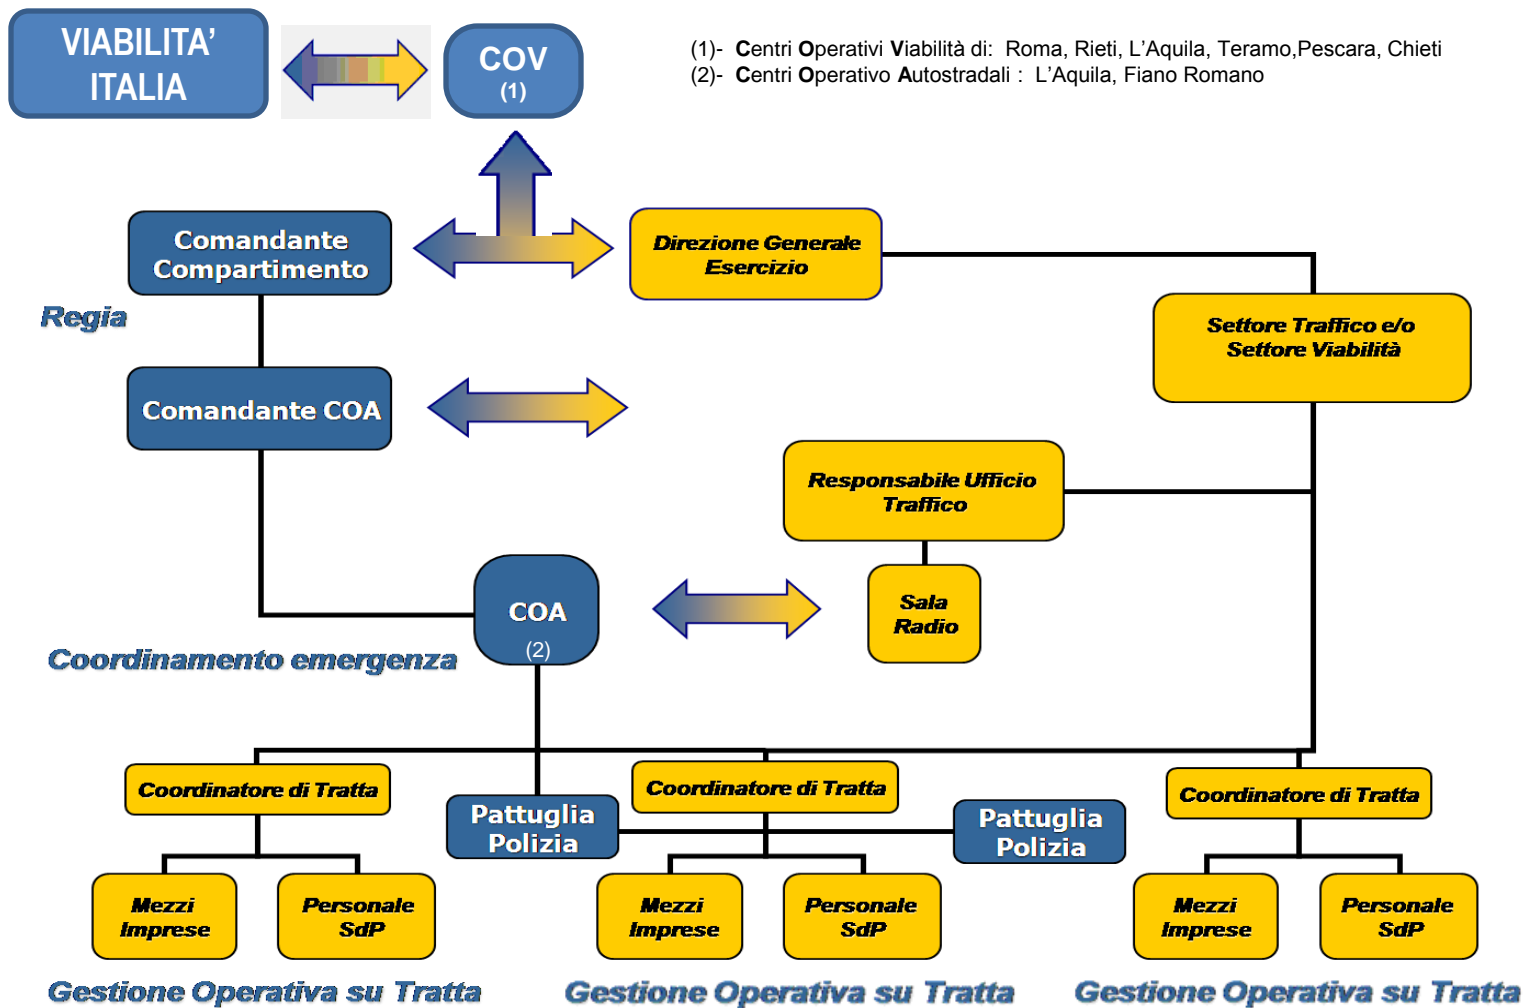 VIABILITA’
ITALIA
COV
(1)
(1)- Centri Operativi Viabilità di: Roma, Rieti, L’Aquila, Teramo,Pescara, Chieti
(2)- Centri Operativo Autostradali : L’Aquila, Fiano Romano
Comandante
Compartimento
Direzione Generale
Esercizio
Regia
Settore Traffico e/o
Settore Viabilità
Comandante COA
Responsabile Ufficio
Traffico
COA
(2)
Sala
Radio
Coordinamento emergenza
Coordinatore di Tratta
Coordinatore di Tratta
Coordinatore di Tratta
Pattuglia
Polizia
Pattuglia
Polizia
Mezzi
Imprese
Personale
SdP
Mezzi
Imprese
Personale
SdP
Mezzi
Imprese
Personale
SdP
Gestione Operativa su Tratta
Gestione Operativa su Tratta
Gestione Operativa su Tratta